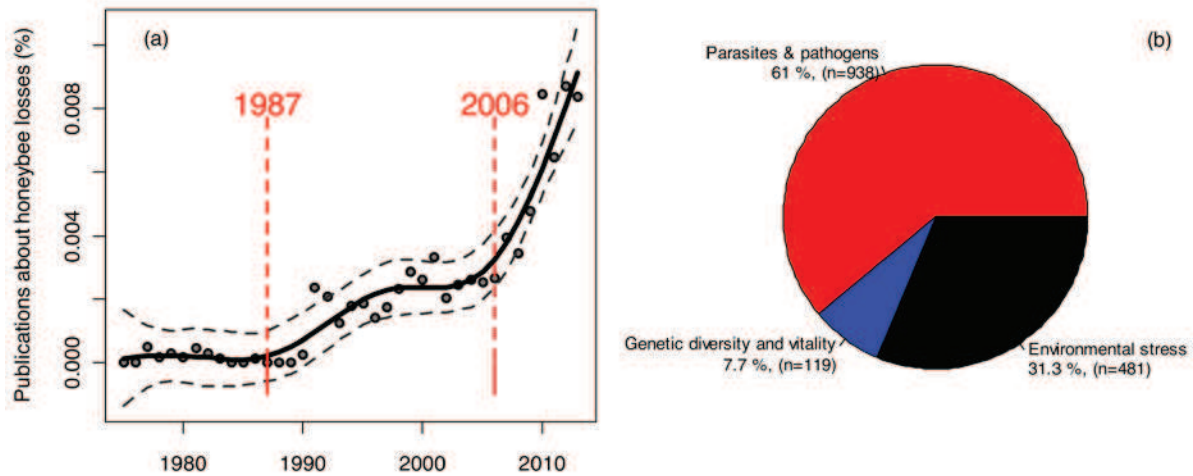 (a)
Publications about honeybee losses (%)
0.008
0.004
0.000
1987
2006
1980
1990
2000
2010
(b)
Parasites & pathogens
61 %, (n=938)
Genetic diversity and vitality
7.7 %, (n=119)
Environmental stress
31.3 %, (n=481)